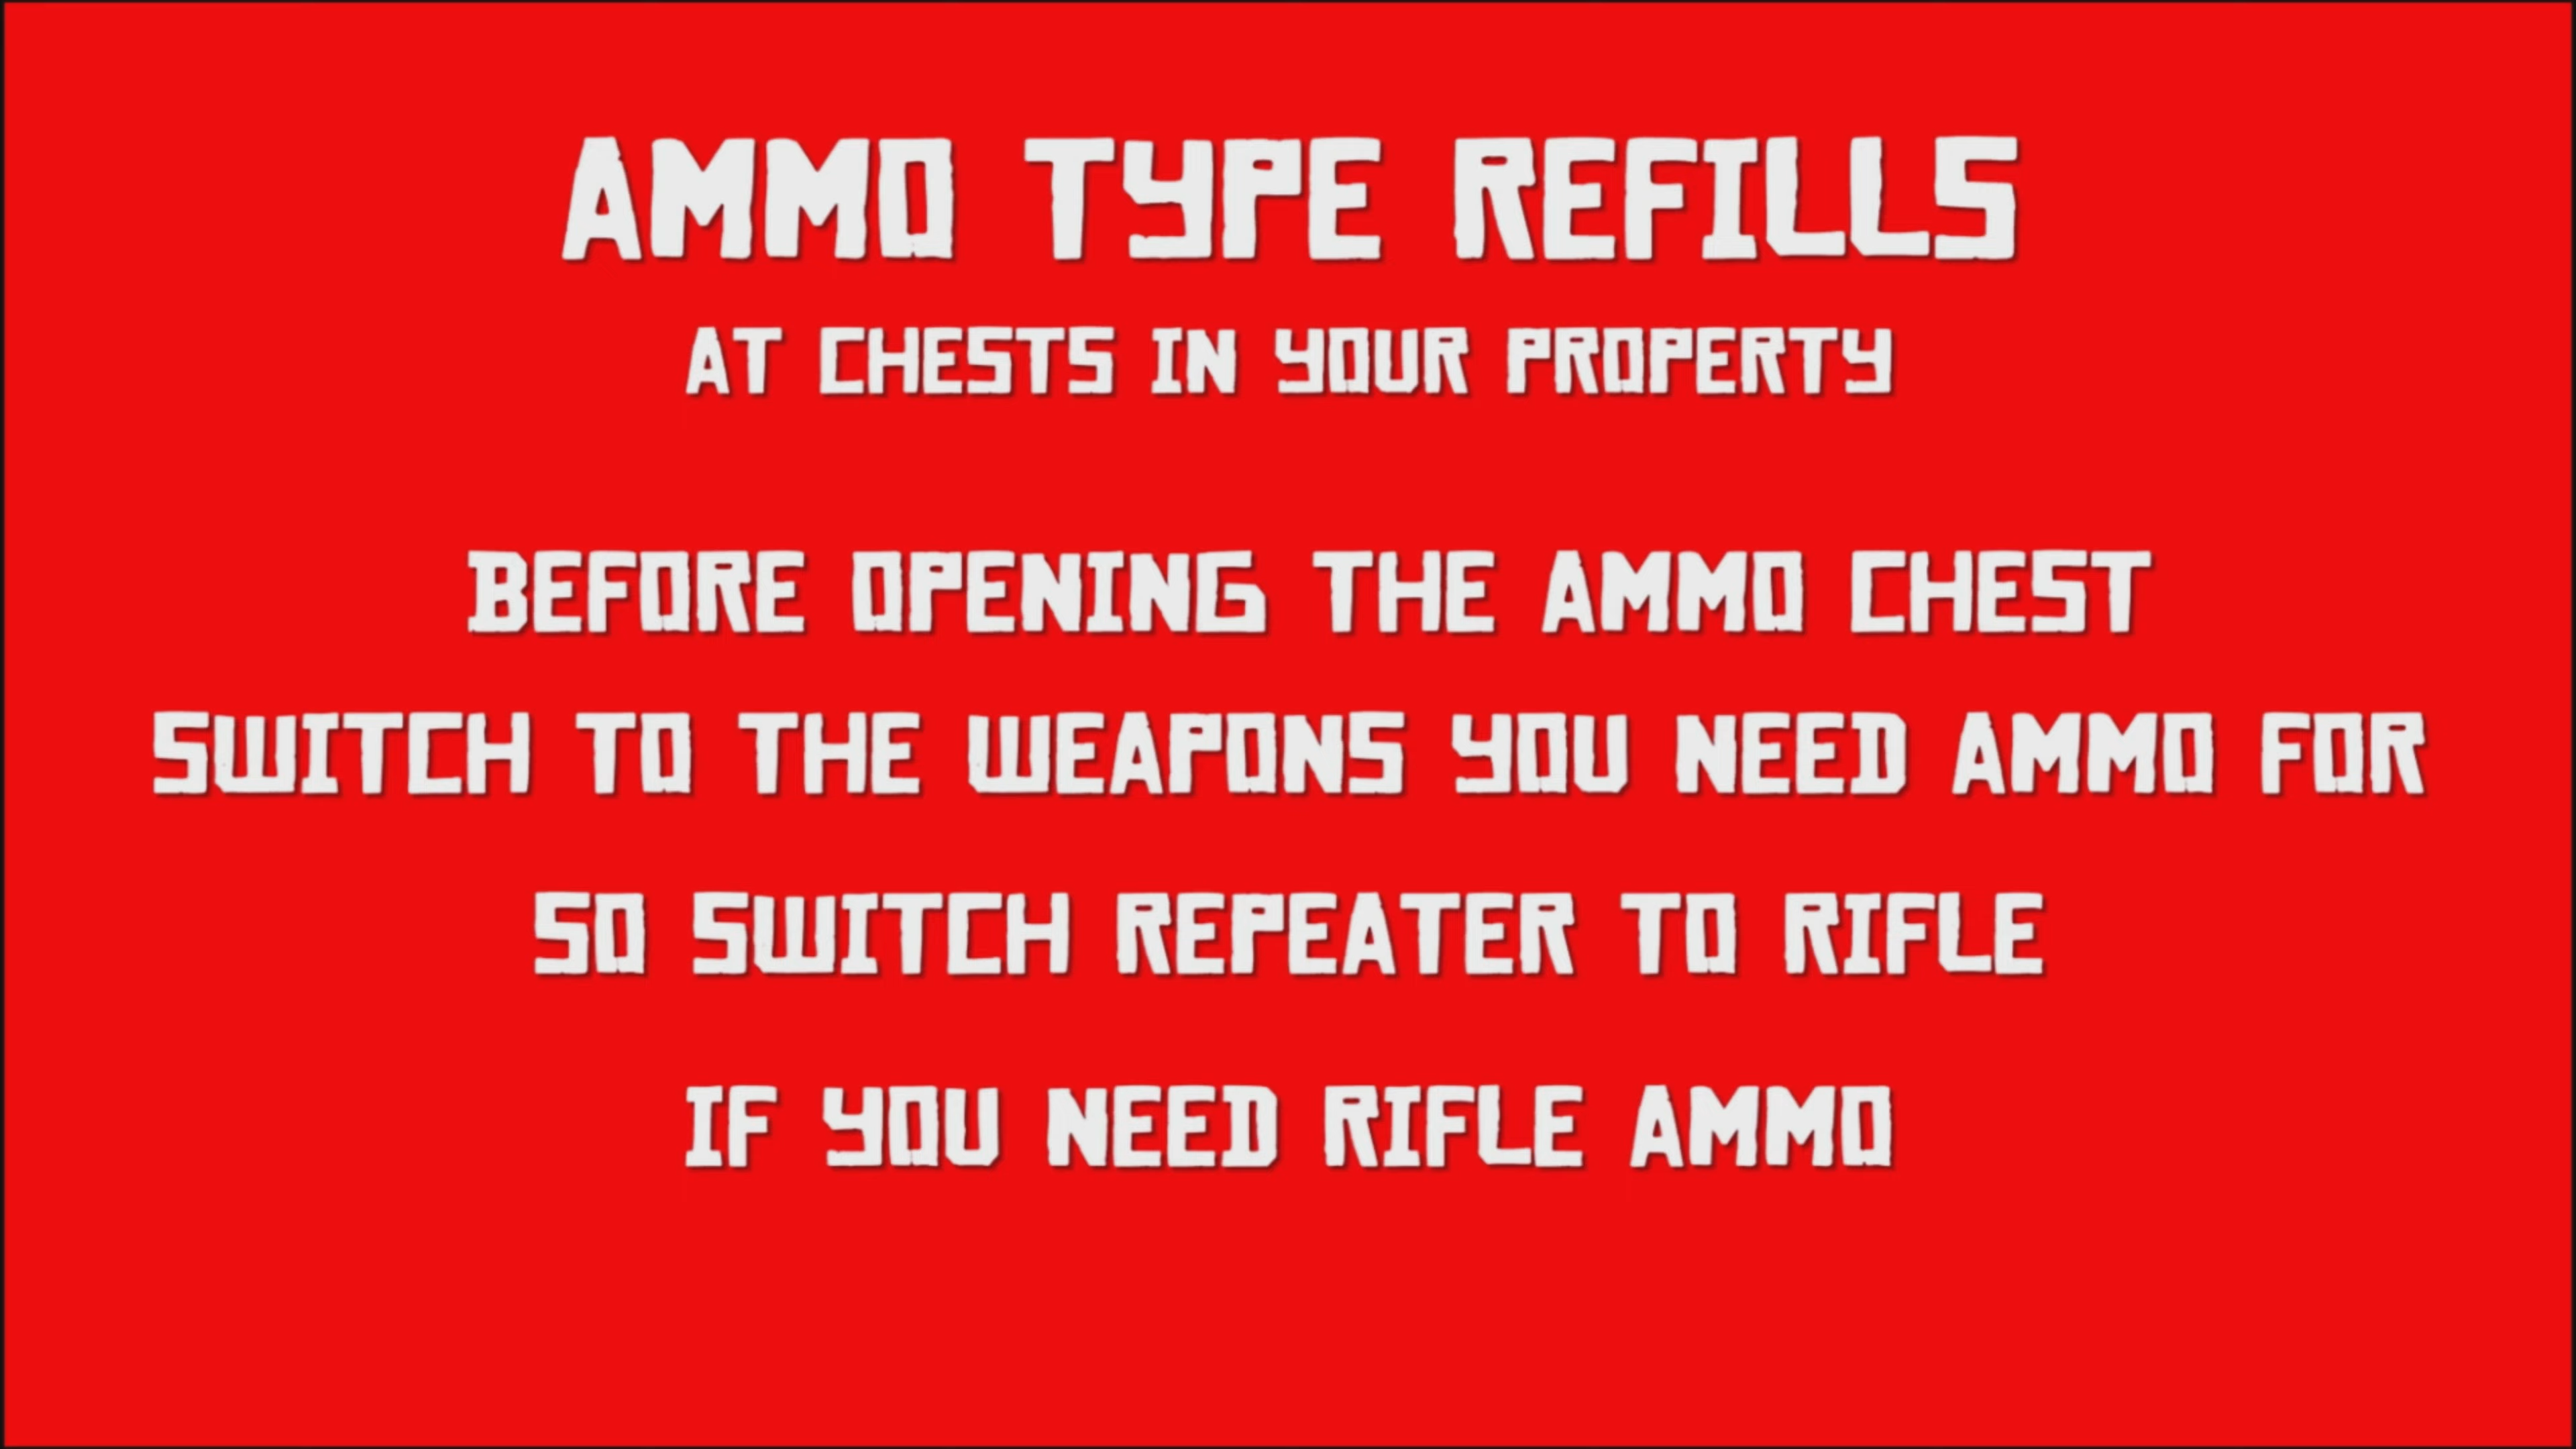 AMMO TYPE REFILLS
AT CHESTS IN YOUR PROPERTY
BEFORE OPENING THE AMMO CHEST
SWITCH TO THE WEAPONS YOU NEED AMMO FOR
SO SWITCH REPEATER TO RIFLE
IF YOU NEED RIFLE AMMO